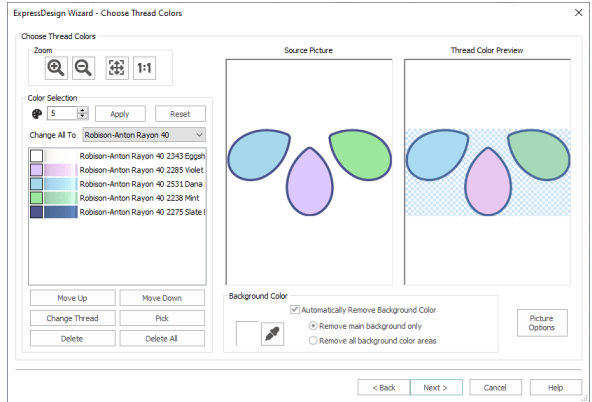 ExpressDesign Wizard - Choose Thread Colors
Choose Thread Colors
Zoom
1:1
Source Picture
Thread Color Preview
Color Selection
5
Apply
Reset
Change All To
Robison-Anton Rayon 40
Robison-Anton Rayon 40 2343 Eggsh
Robison-Anton Rayon 40 2285 Violet
Robison-Anton Rayon 40 2531 Dana
Robison-Anton Rayon 40 2238 Mint
Robison-Anton Rayon 40 2275 Slate
Move Up
Move Down
Change Thread
Pick
Delete
Delete All
Background Color
Automatically Remove Background Color
Remove main background only
Remove all background color areas
Picture Options
< Back
Next >
Cancel
Help